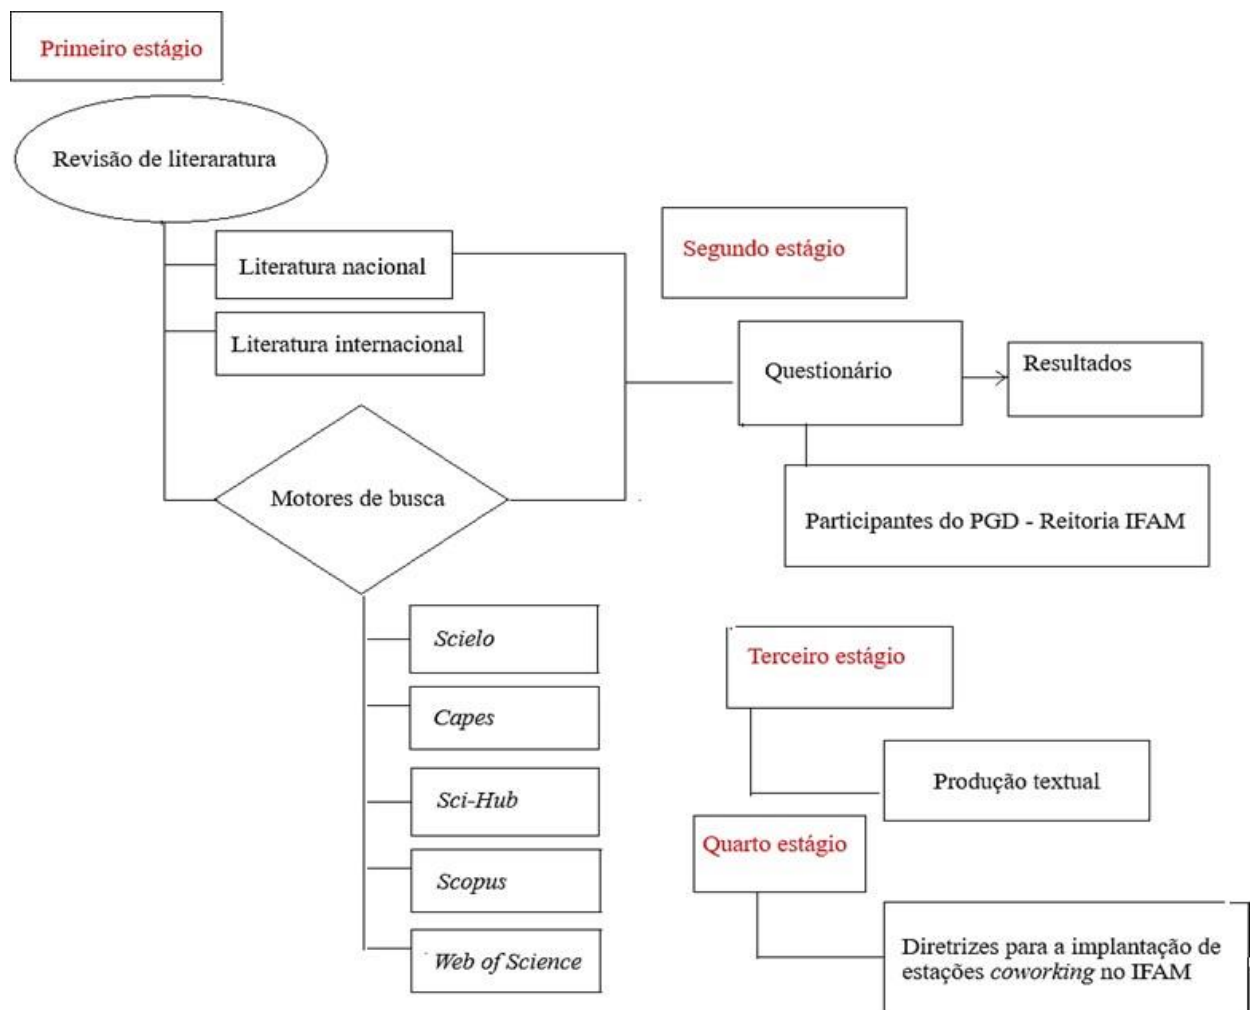 Primeiro estágio
Revisão de literaratura
Literatura nacional
Literatura internacional
Motores de busca
Scielo
Capes
Sci-Hub
Scopus
Web of Science
Segundo estágio
Questionário
Resultados
Participantes do PGD - Reitoria IFAM
Terceiro estágio
Produção textual
Quarto estágio
Diretrizes para a implantação de
estações coworking no IFAM